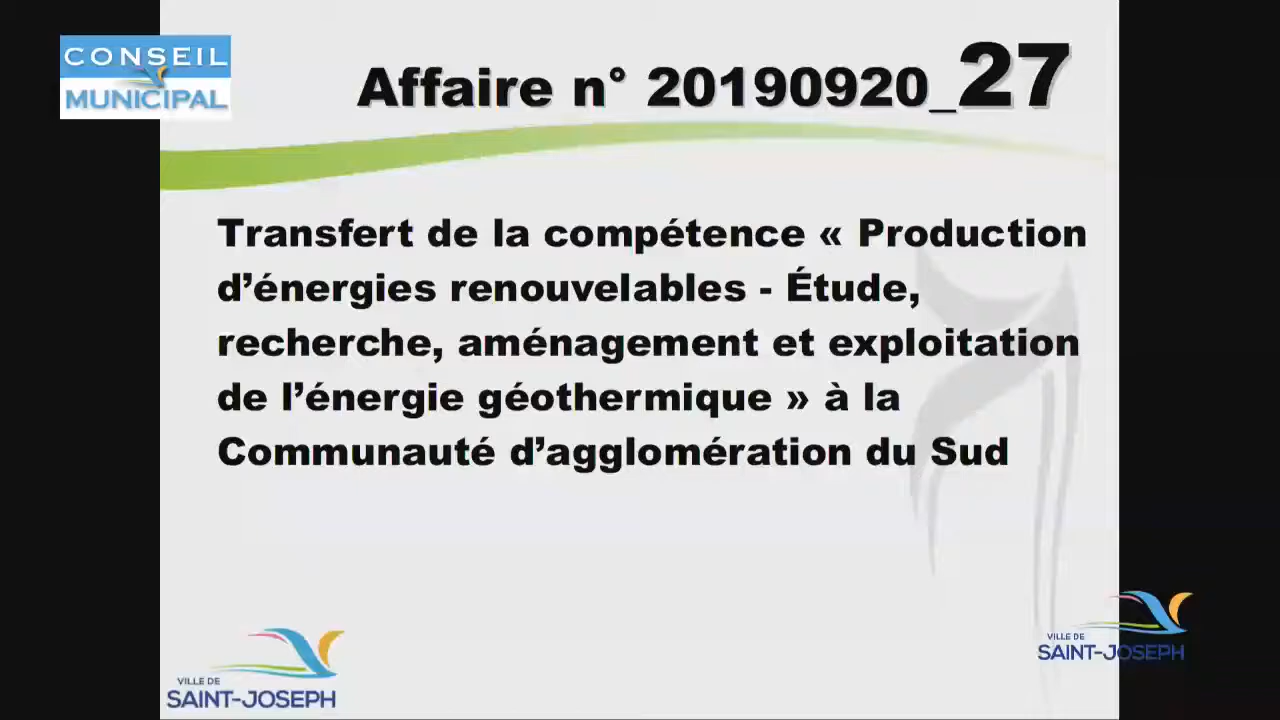 CONSEIL
MUNICIPAL
Affaire n° 20190920_27
Transfert de la compétence « Production
d’énergies renouvelables - Étude,
recherche, aménagement et exploitation
de l’énergie géothermique » à la
Communauté d’agglomération du Sud
VILLE DE
SAINT-JOSEPH
VILLE DE
SAINT-JOSEPH